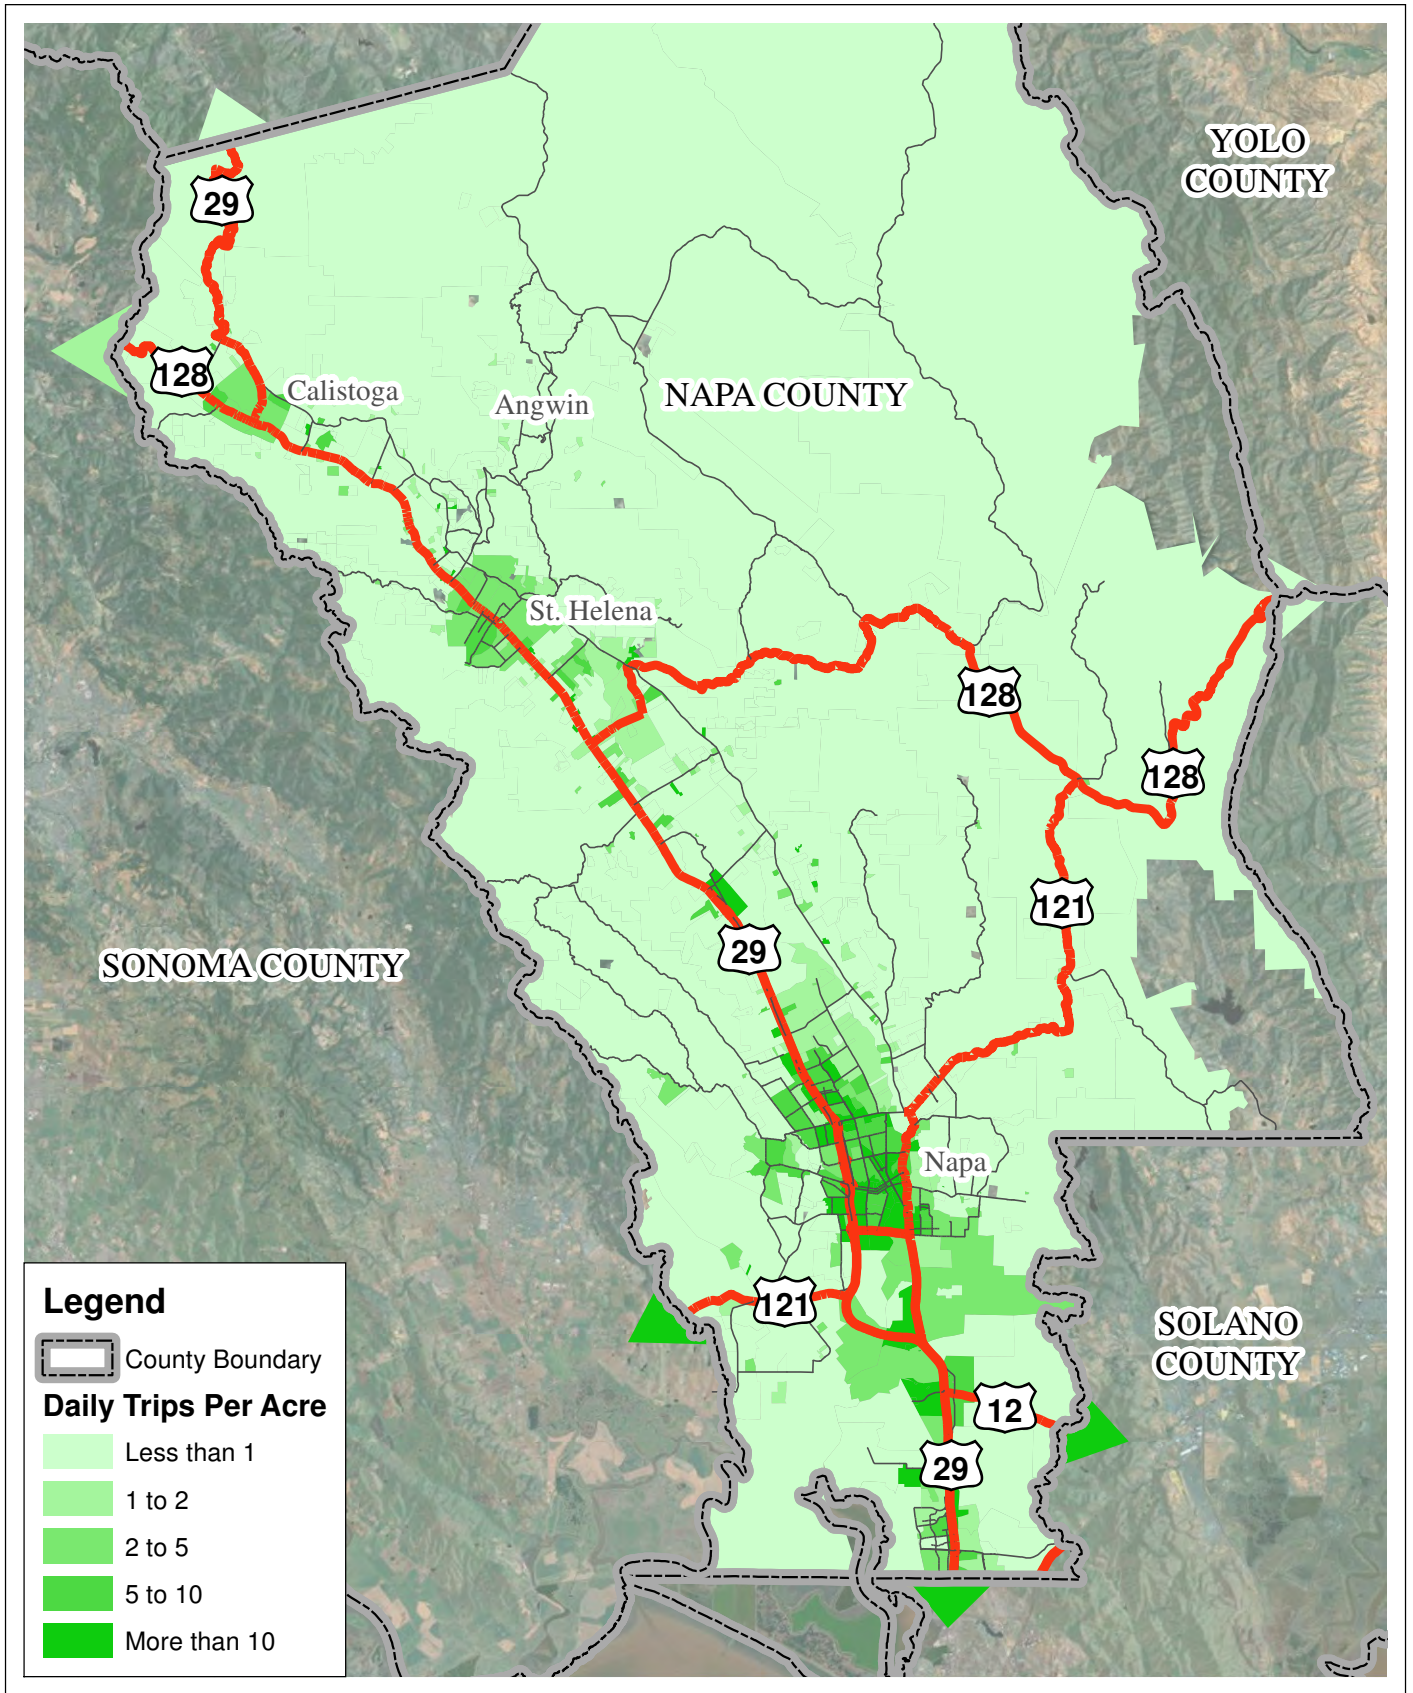 YOLO
COUNTY
29
128
Calistoga
Angwin
NAPA COUNTY
St. Helena
128
128
121
29
SONOMA COUNTY
Napa
121
SOLANO
COUNTY
12
29
Legend
County Boundary
Daily Trips Per Acre
Less than 1
1 to 2
2 to 5
5 to 10
More than 10